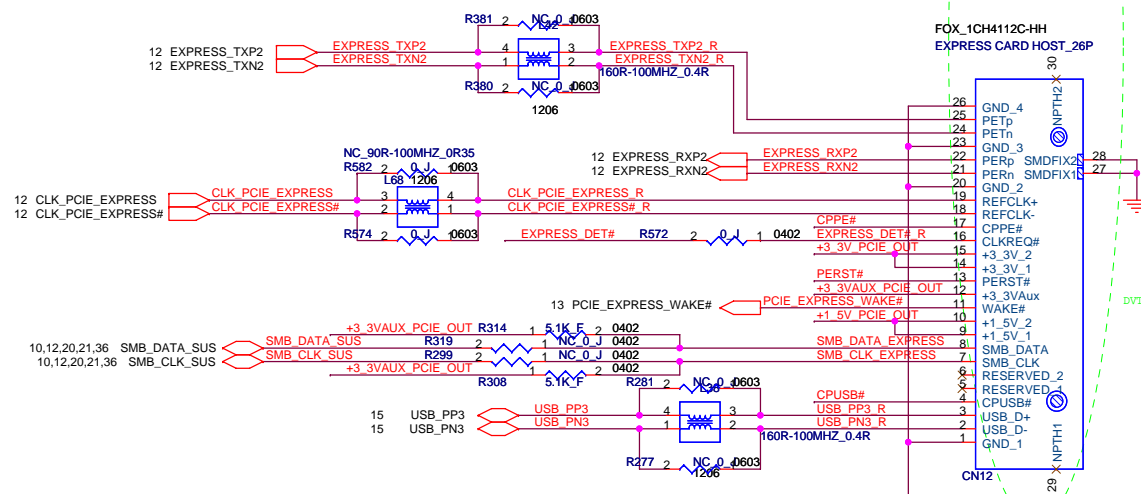 R381 2 NC_0_J 0603
L42
12 EXPRESS_TXP2 EXPRESS_TXP2 4 3 EXPRESS_TXP2_R
12 EXPRESS_TXN2 EXPRESS_TXN2 1 2 EXPRESS_TXN2_R
160R-100MHZ_0.4R
R380 2 NC_0_J 0603
1206
FOX_1CH4112C-HH
EXPRESS CARD HOST_26P
30
NPTH2
26 GND_4
25 PETp
24 PETn
23 GND_3
12 EXPRESS_RXP2 EXPRESS_RXP2 22 PERp SMDFIX2 28
12 EXPRESS_RXN2 EXPRESS_RXN2 21 PERn SMDFIX1 27
20 GND_2
NC_90R-100MHZ_0R35
R582 2 0_J 1 0603
L68 1206
12 CLK_PCIE_EXPRESS CLK_PCIE_EXPRESS 3 4 CLK_PCIE_EXPRESS_R 19 REFCLK+
12 CLK_PCIE_EXPRESS# CLK_PCIE_EXPRESS# 2 1 CLK_PCIE_EXPRESS#_R 18 REFCLK-
R574 2 0_J 1 0603
CPPE# 17 CPPE#
EXPRESS_DET# R572 2 0_J 1 0402 EXPRESS_DET#_R 16 CLKREQ#
+3_3V_PCIE_OUT 15 +3_3V_2
14 +3_3V_1
PERST# 13 PERST#
+3_3VAUX_PCIE_OUT 12 +3_3VAux
13 PCIE_EXPRESS_WAKE# PCIE_EXPRESS_WAKE# 11 WAKE#
DVT
+1_5V_PCIE_OUT 10 +1_5V_2
9 +1_5V_1
+3_3VAUX_PCIE_OUT R314 1 5.1K_F 2 0402
10,12,20,21,36 SMB_DATA_SUS SMB_DATA_SUS R319 2 1 NC_0_J 0402 SMB_DATA_EXPRESS 8 SMB_DATA
10,12,20,21,36 SMB_CLK_SUS SMB_CLK_SUS R299 2 1 NC_0_J 0402 SMB_CLK_EXPRESS 7 SMB_CLK
+3_3VAUX_PCIE_OUT R308 1 5.1K_F 2 0402
6 RESERVED_2
5 RESERVED_1
R281 2 NC_0_J 0603
L38
CPUSB# 4 CPUSB#
15 USB_PP3 USB_PP3 4 3 USB_PP3_R 3 USB_D+
15 USB_PN3 USB_PN3 1 2 USB_PN3_R 2 USB_D-
160R-100MHZ_0.4R
1 GND_1
R277 2 NC_0_J 0603
1206
NPTH1
CN12
29